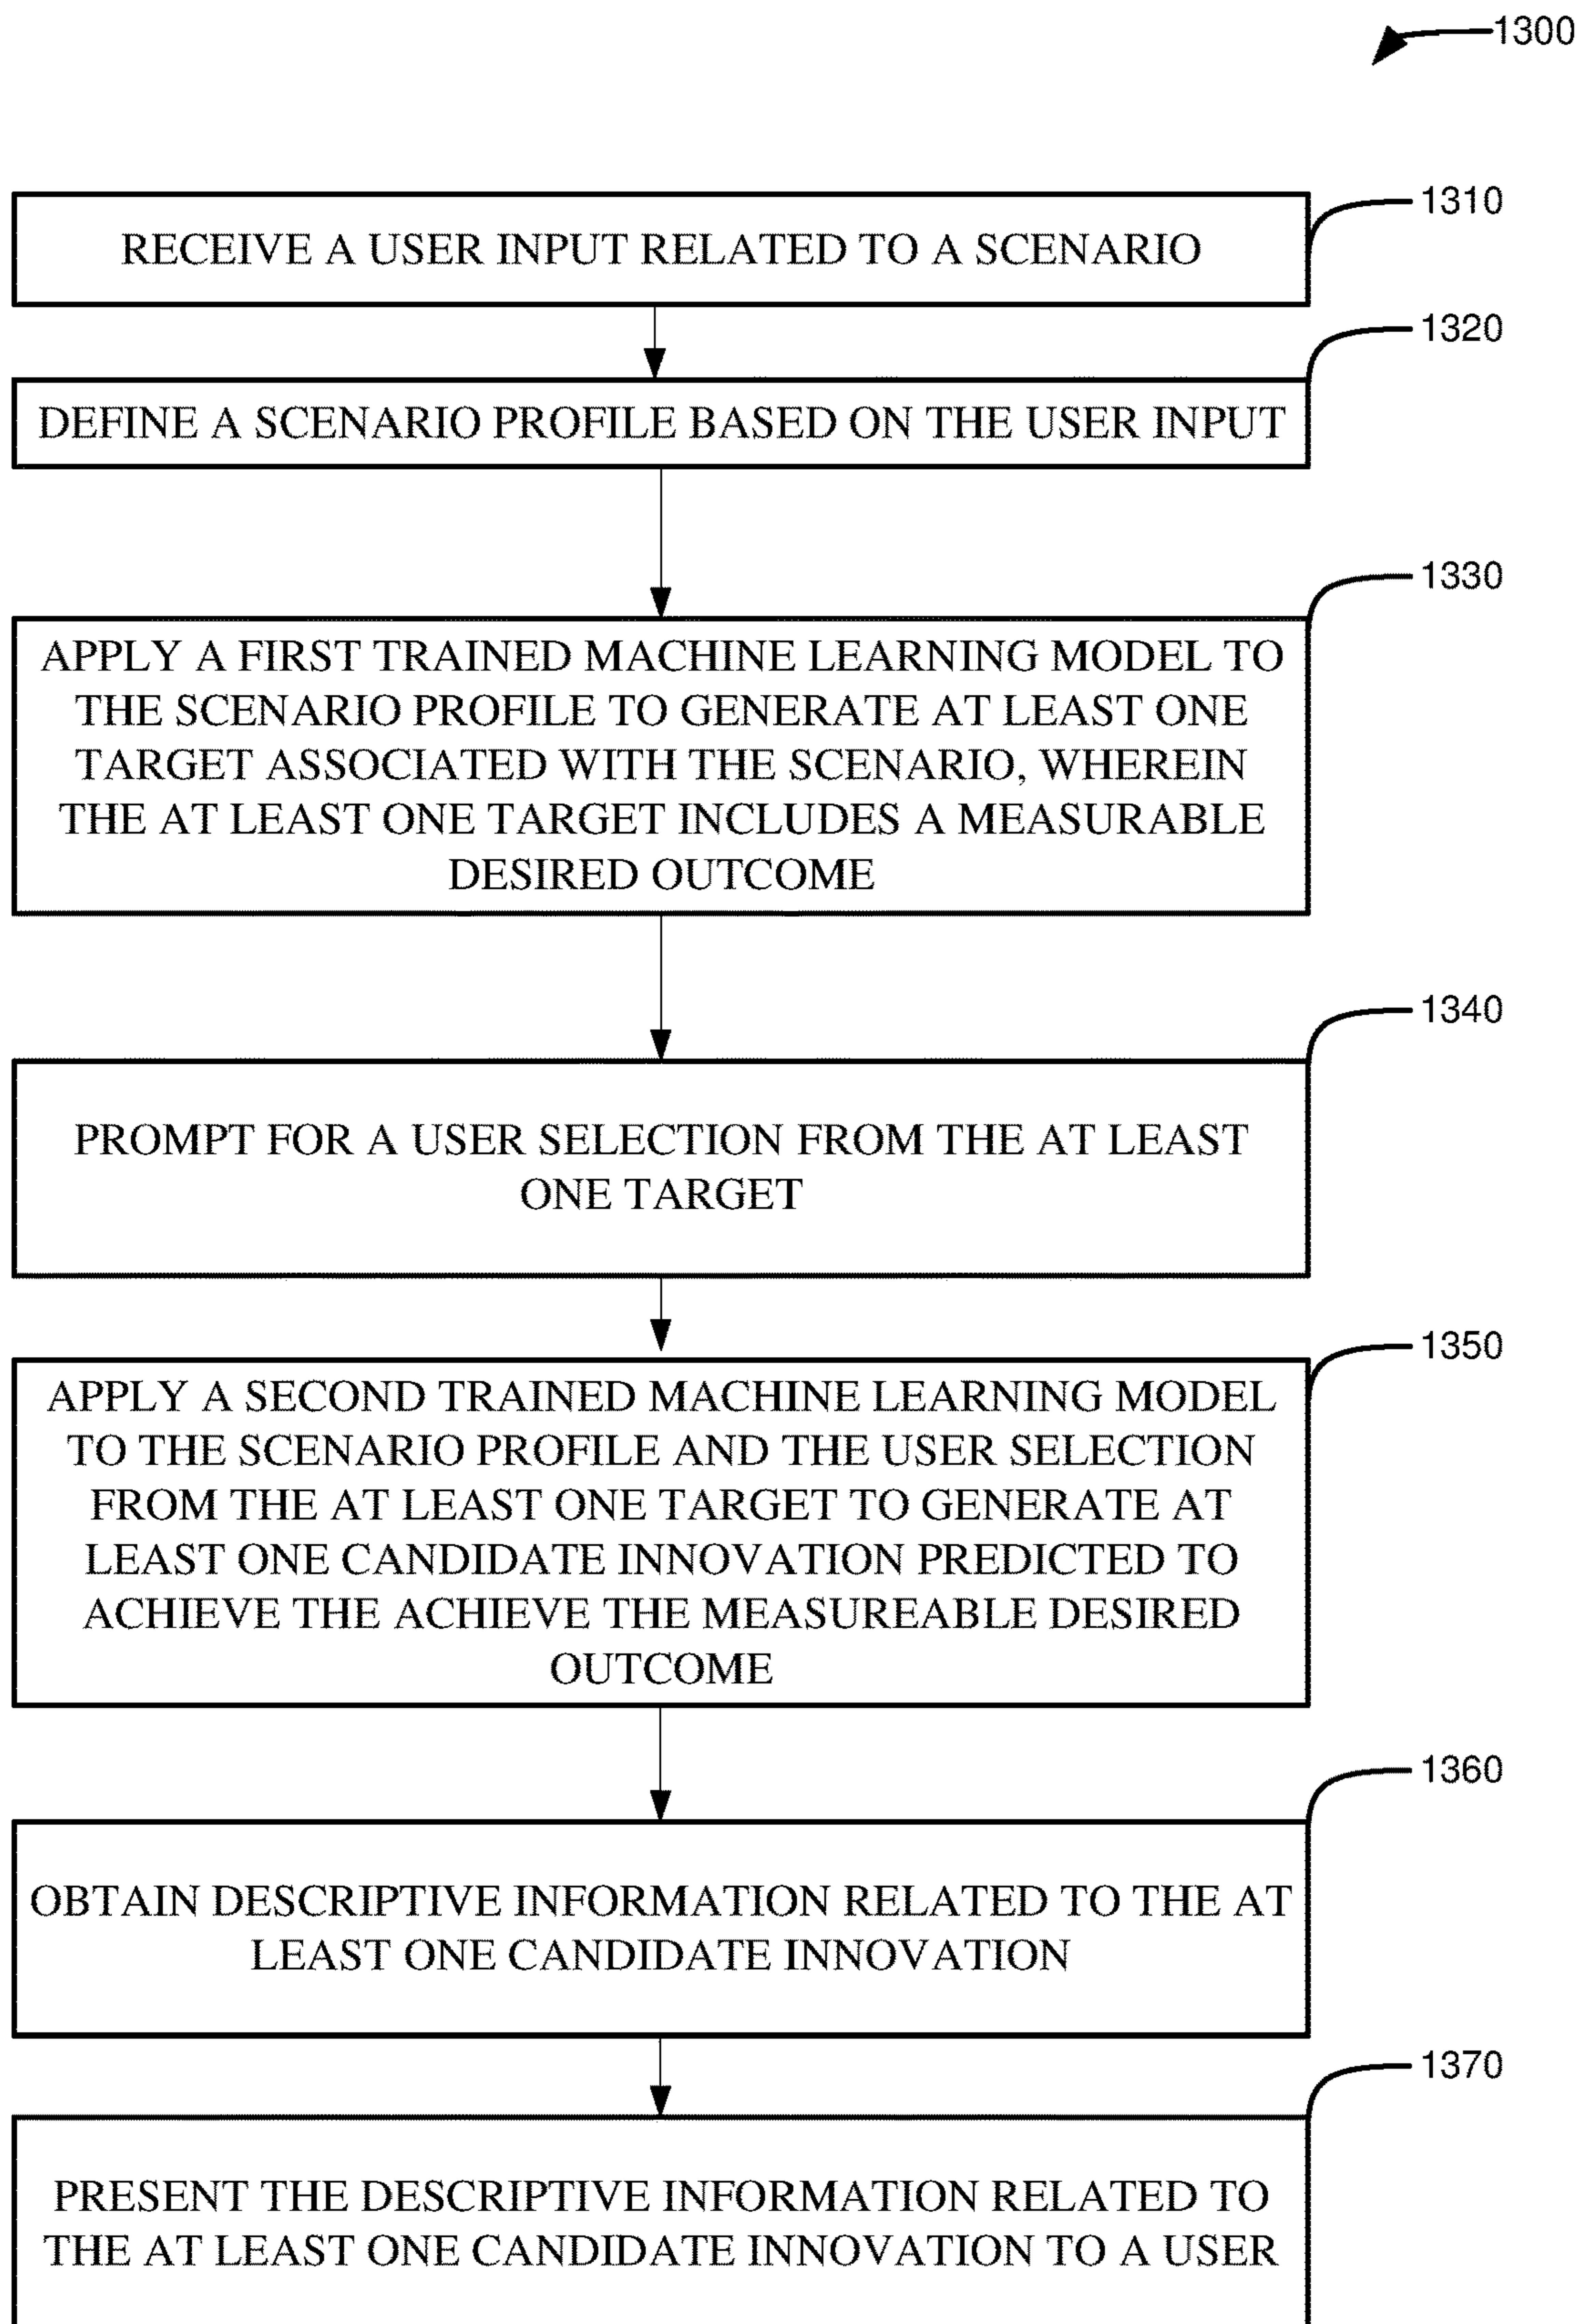 1300
1310
RECEIVE A USER INPUT RELATED TO A SCENARIO
1320
DEFINE A SCENARIO PROFILE BASED ON THE USER INPUT
1330
APPLY A FIRST TRAINED MACHINE LEARNING MODEL TO
THE SCENARIO PROFILE TO GENERATE AT LEAST ONE
TARGET ASSOCIATED WITH THE SCENARIO, WHEREIN
THE AT LEAST ONE TARGET INCLUDES A MEASURABLE
DESIRED OUTCOME
1340
PROMPT FOR A USER SELECTION FROM THE AT LEAST
ONE TARGET
1350
APPLY A SECOND TRAINED MACHINE LEARNING MODEL
TO THE SCENARIO PROFILE AND THE USER SELECTION
FROM THE AT LEAST ONE TARGET TO GENERATE AT
LEAST ONE CANDIDATE INNOVATION PREDICTED TO
ACHIEVE THE ACHIEVE THE MEASUREABLE DESIRED
OUTCOME
1360
OBTAIN DESCRIPTIVE INFORMATION RELATED TO THE AT
LEAST ONE CANDIDATE INNOVATION
1370
PRESENT THE DESCRIPTIVE INFORMATION RELATED TO
THE AT LEAST ONE CANDIDATE INNOVATION TO A USER